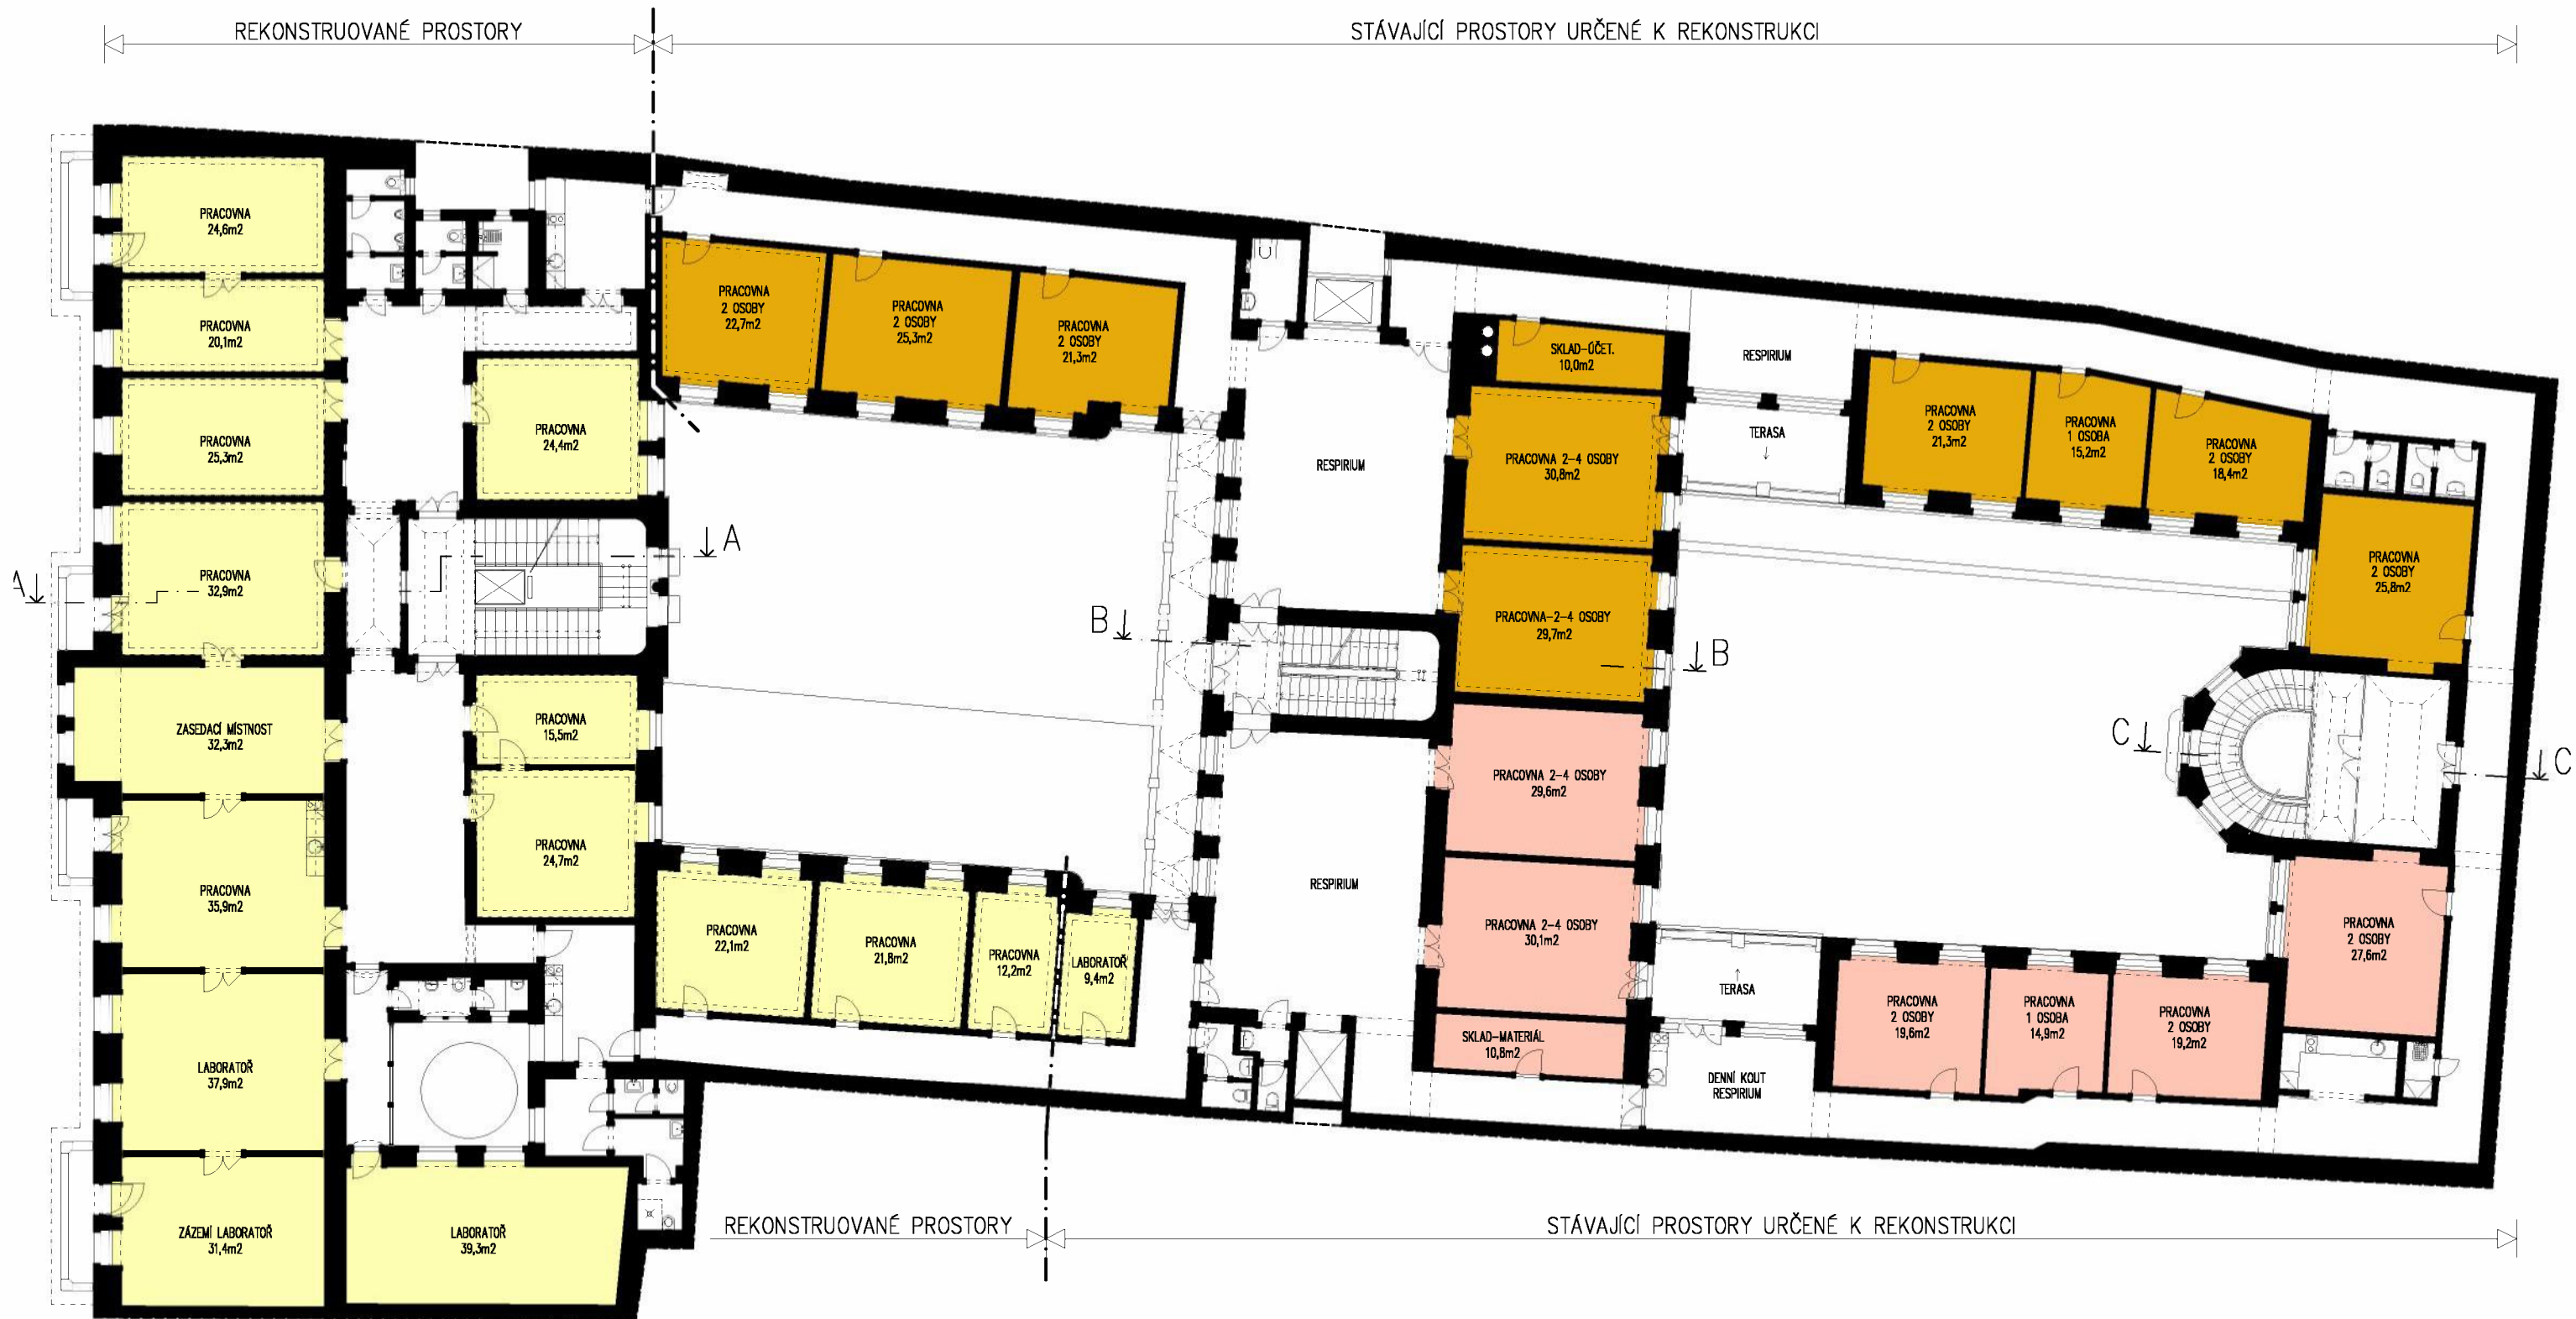 REKONSTRUOVANÉ PROSTORY
STÁVAJÍCÍ PROSTORY URČENÉ K REKONSTRUKCI
PRACOVNA
24,6m2
PRACOVNA
20,1m2
PRACOVNA
25,3m2
PRACOVNA
24,4m2
PRACOVNA
32,9m2
A
A
ZASEDACÍ MÍSTNOST
32,3m2
PRACOVNA
15,5m2
PRACOVNA
24,7m2
PRACOVNA
35,9m2
LABORATOŘ
37,9m2
ZÁZEMÍ LABORATOŘ
31,4m2
LABORATOŘ
39,3m2
PRACOVNA
2 OSOBY
22,7m2
PRACOVNA
2 OSOBY
25,3m2
PRACOVNA
2 OSOBY
21,3m2
PRACOVNA
22,1m2
PRACOVNA
21,8m2
PRACOVNA
12,2m2
LABORATOŘ
9,4m2
RESPIRIUM
B
B
RESPIRIUM
SKLAD-ÚČET.
10,0m2
PRACOVNA 2-4 OSOBY
30,8m2
PRACOVNA-2-4 OSOBY
29,7m2
PRACOVNA 2-4 OSOBY
29,6m2
PRACOVNA 2-4 OSOBY
30,1m2
SKLAD-MATERIÁL
10,8m2
RESPIRIUM
TERASA
PRACOVNA
2 OSOBY
21,3m2
PRACOVNA
1 OSOBA
15,2m2
PRACOVNA
2 OSOBY
18,4m2
PRACOVNA
2 OSOBY
25,8m2
C
C
PRACOVNA
2 OSOBY
27,6m2
TERASA
DENNÍ KOUT
RESPIRIUM
PRACOVNA
2 OSOBY
19,6m2
PRACOVNA
1 OSOBA
14,9m2
PRACOVNA
2 OSOBY
19,2m2
REKONSTRUOVANÉ PROSTORY
STÁVAJÍCÍ PROSTORY URČENÉ K REKONSTRUKCI